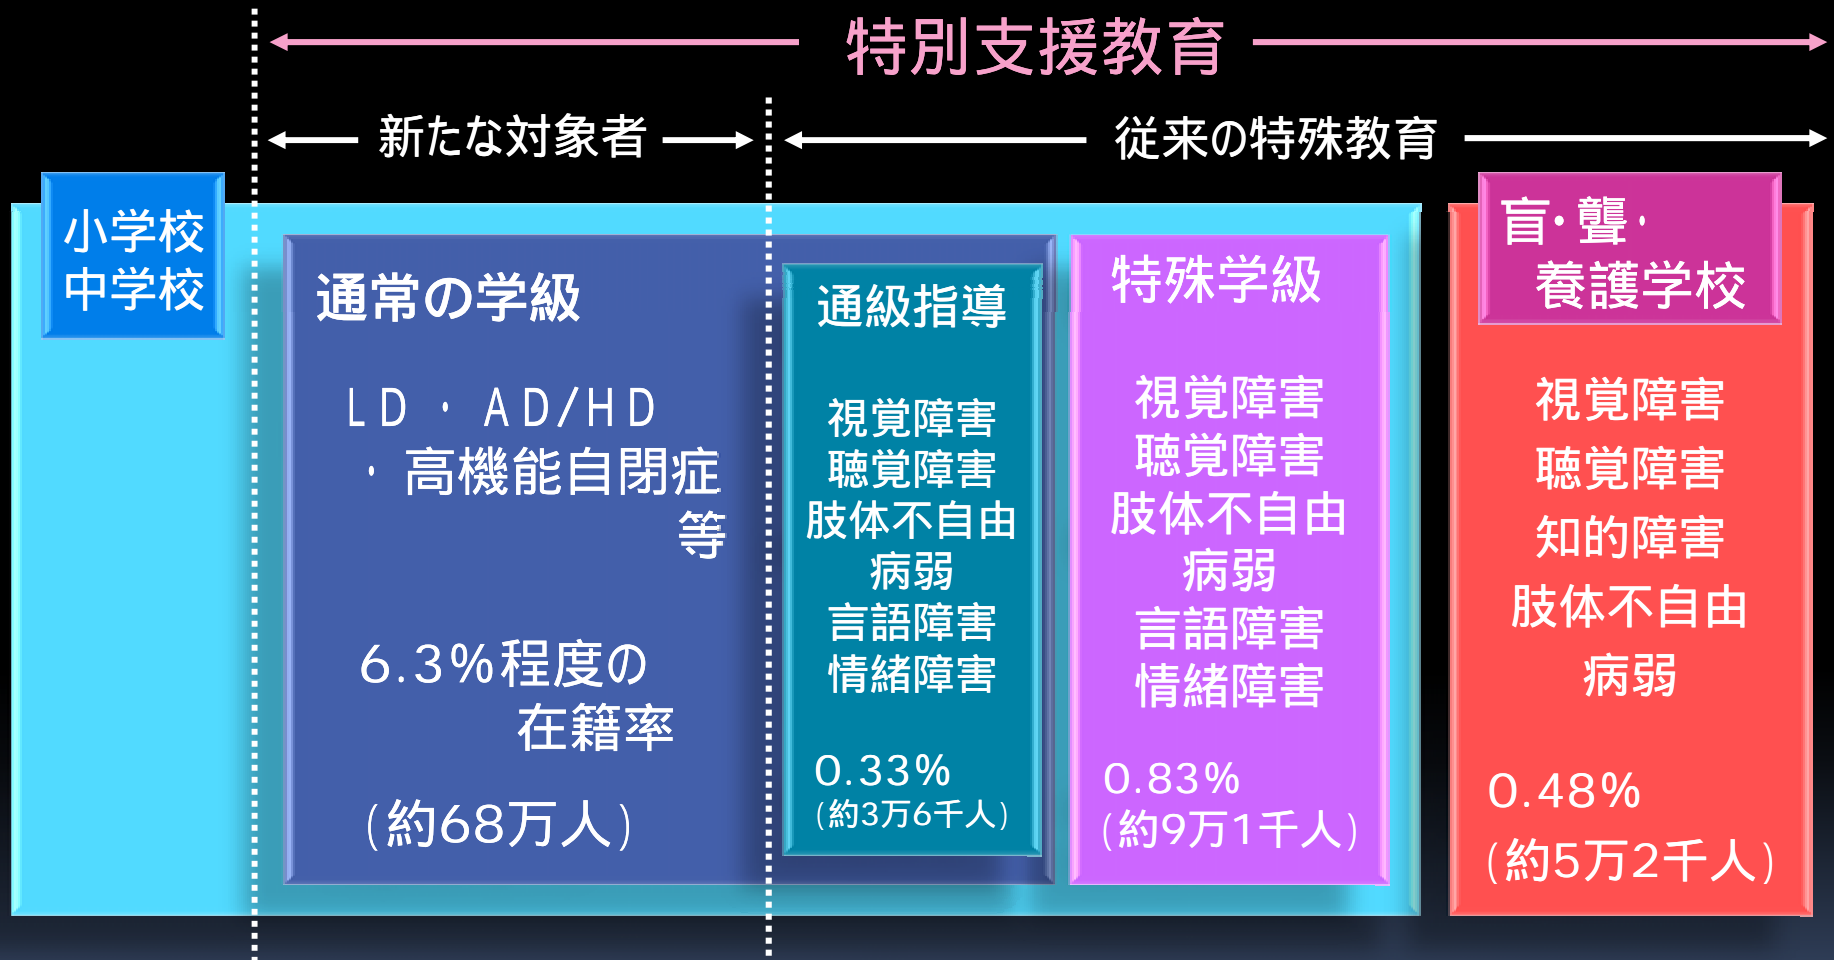 特別支援教育
新たな対象者
従来の特殊教育
小学校
中学校
通常の学級
LD・AD/HD
・高機能自閉症
等
6.3%程度の
在籍率
(約68万人)
通級指導
視覚障害
聴覚障害
肢体不自由
病弱
言語障害
情緒障害
0.33%
(約3万6千人)
特殊学級
視覚障害
聴覚障害
肢体不自由
病弱
言語障害
情緒障害
0.83%
(約9万1千人)
盲・聾・
養護学校
視覚障害
聴覚障害
知的障害
肢体不自由
病弱
0.48%
(約5万2千人)